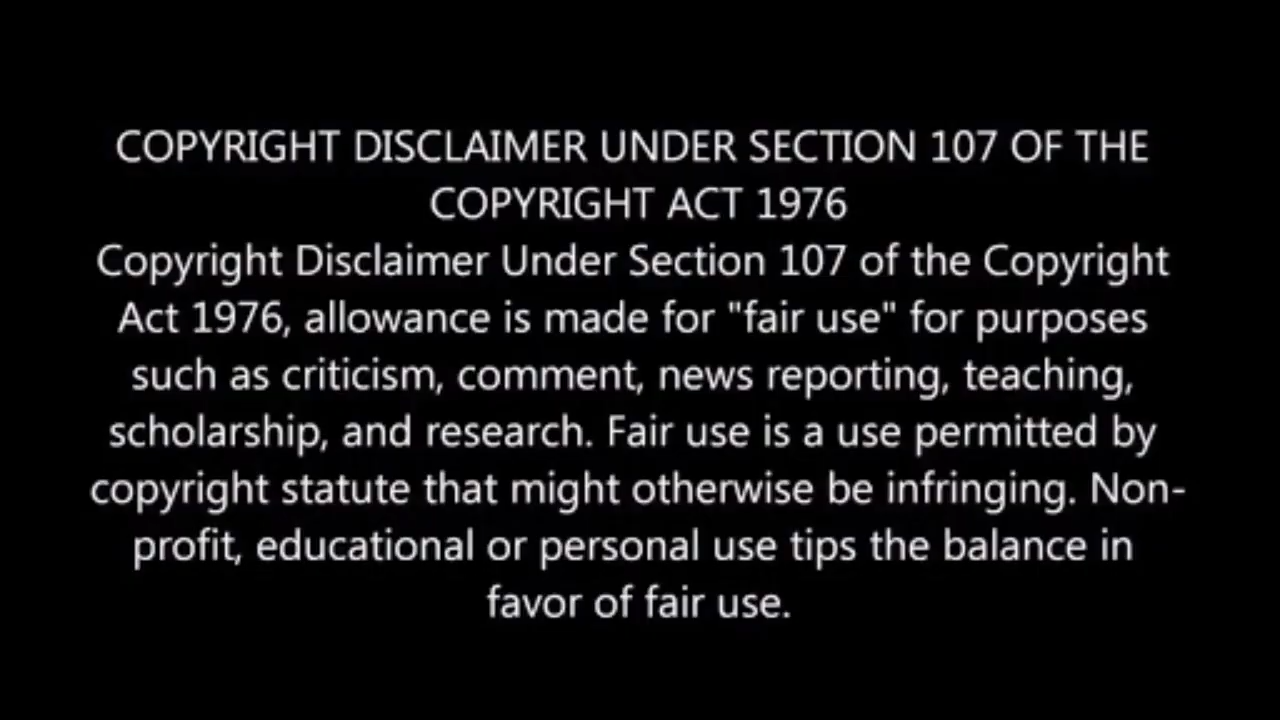 COPYRIGHT DISCLAIMER UNDER SECTION 107 OF THE
COPYRIGHT ACT 1976
Copyright Disclaimer Under Section 107 of the Copyright
Act 1976, allowance is made for "fair use" for purposes
such as criticism, comment, news reporting, teaching,
scholarship, and research. Fair use is a use permitted by
copyright statute that might otherwise be infringing. Non-
profit, educational or personal use tips the balance in
favor of fair use.